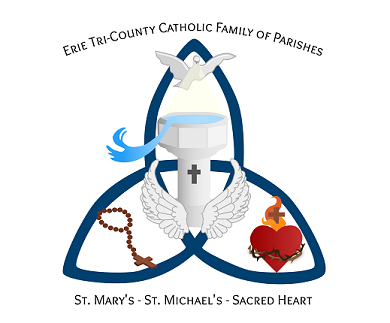 Erie Tri-County Catholic Family of Parishes
St. Mary's - St. Michael's - Sacred Heart